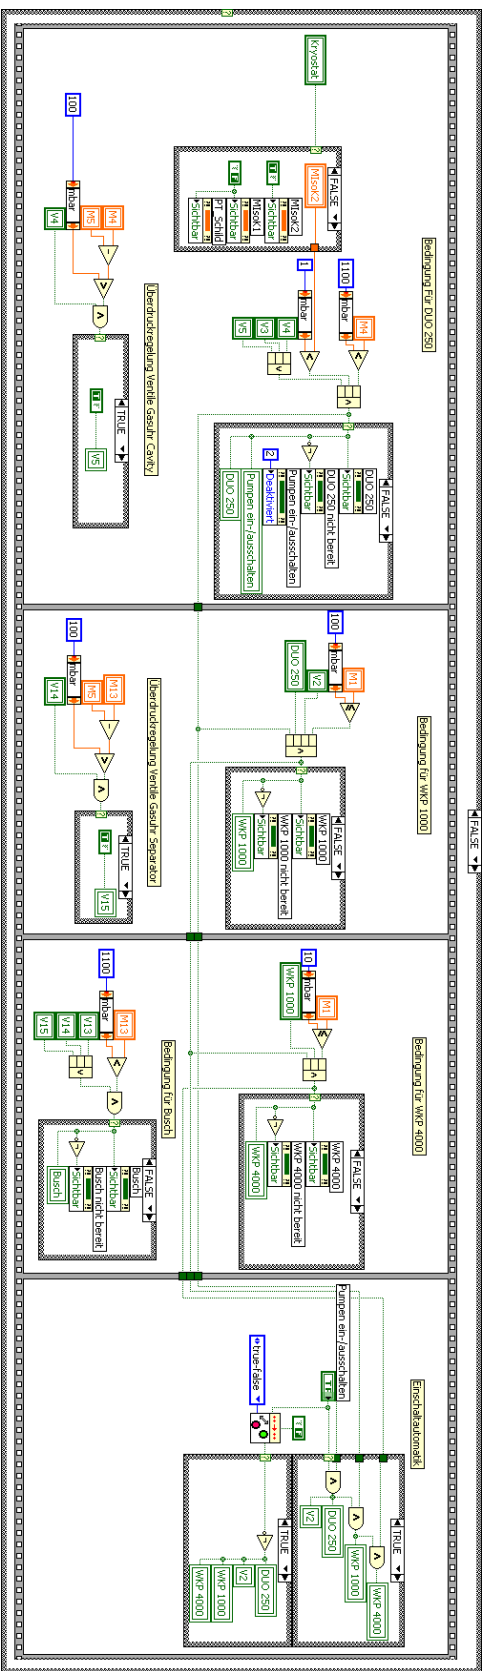 FALSE
Kryostat
Bedingung Für DUO 250
FALSE
MIsoK2
MIsoK2
Sichtbar
MIsoK1
Sichtbar
PT_Schild
Sichtbar
1100
mbar
M4
1
mbar
V4
V3
V5
FALSE
DUO 250
Sichtbar
DUO 250 nicht bereit
Sichtbar
Pumpen ein-/ausschalten
2
Deaktiviert
Pumpen ein-/ausschalten
DUO 250
100
mbar
M4
M5
V4
Überdruckregelung Ventile Gasuhr Cavity
TRUE
V5
Bedingung für WKP 1000
100
mbar
M1
V2
DUO 250
FALSE
WKP 1000
Sichtbar
WKP 1000 nicht bereit
Sichtbar
WKP 1000
100
mbar
M13
M5
V14
Überdruckregelung Ventile Gasuhr Separator
TRUE
V15
Bedingung für WKP 4000
10
mbar
M1
WKP 1000
FALSE
WKP 4000
Sichtbar
WKP 4000 nicht bereit
Sichtbar
WKP 4000
Bedingung für Busch
1100
mbar
M13
V13
V14
V15
FALSE
Busch
Sichtbar
Busch nicht bereit
Sichtbar
Busch
Einschaltautomatik
Pumpen ein-/ausschalten
TF
true-false
TRUE
V2
DUO 250
WKP 1000
WKP 4000
TRUE
DUO 250
V2
WKP 1000
WKP 4000